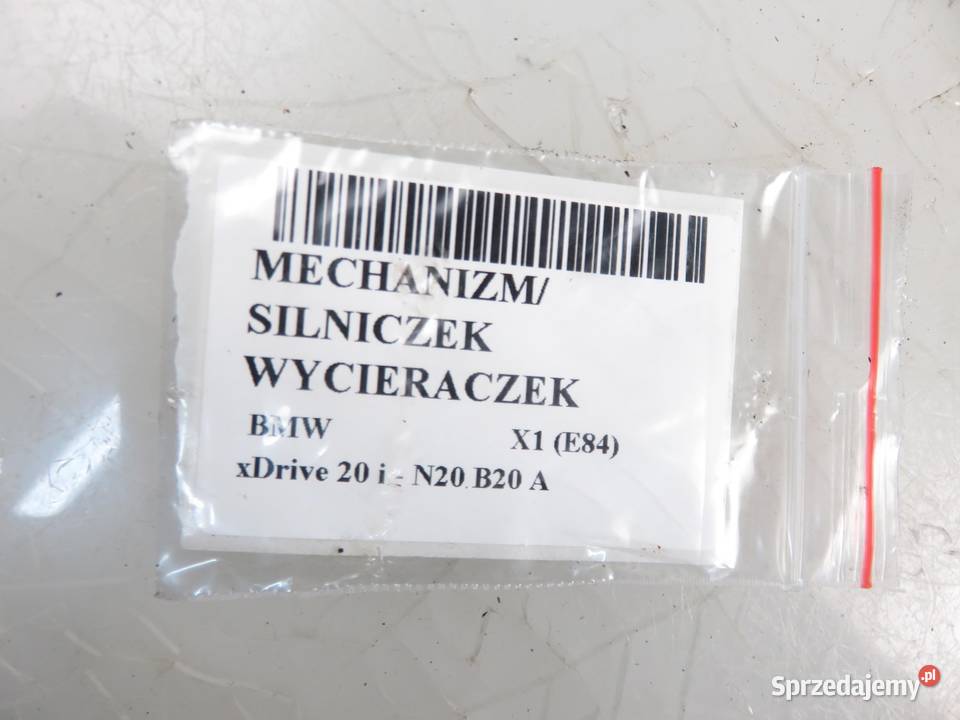 MECHANIZM/
SILNICZEK
WYCIERACZEK
BMW X1 (E84)
xDrive 20 i - N20 B20 A
Sprzedajemy.pl